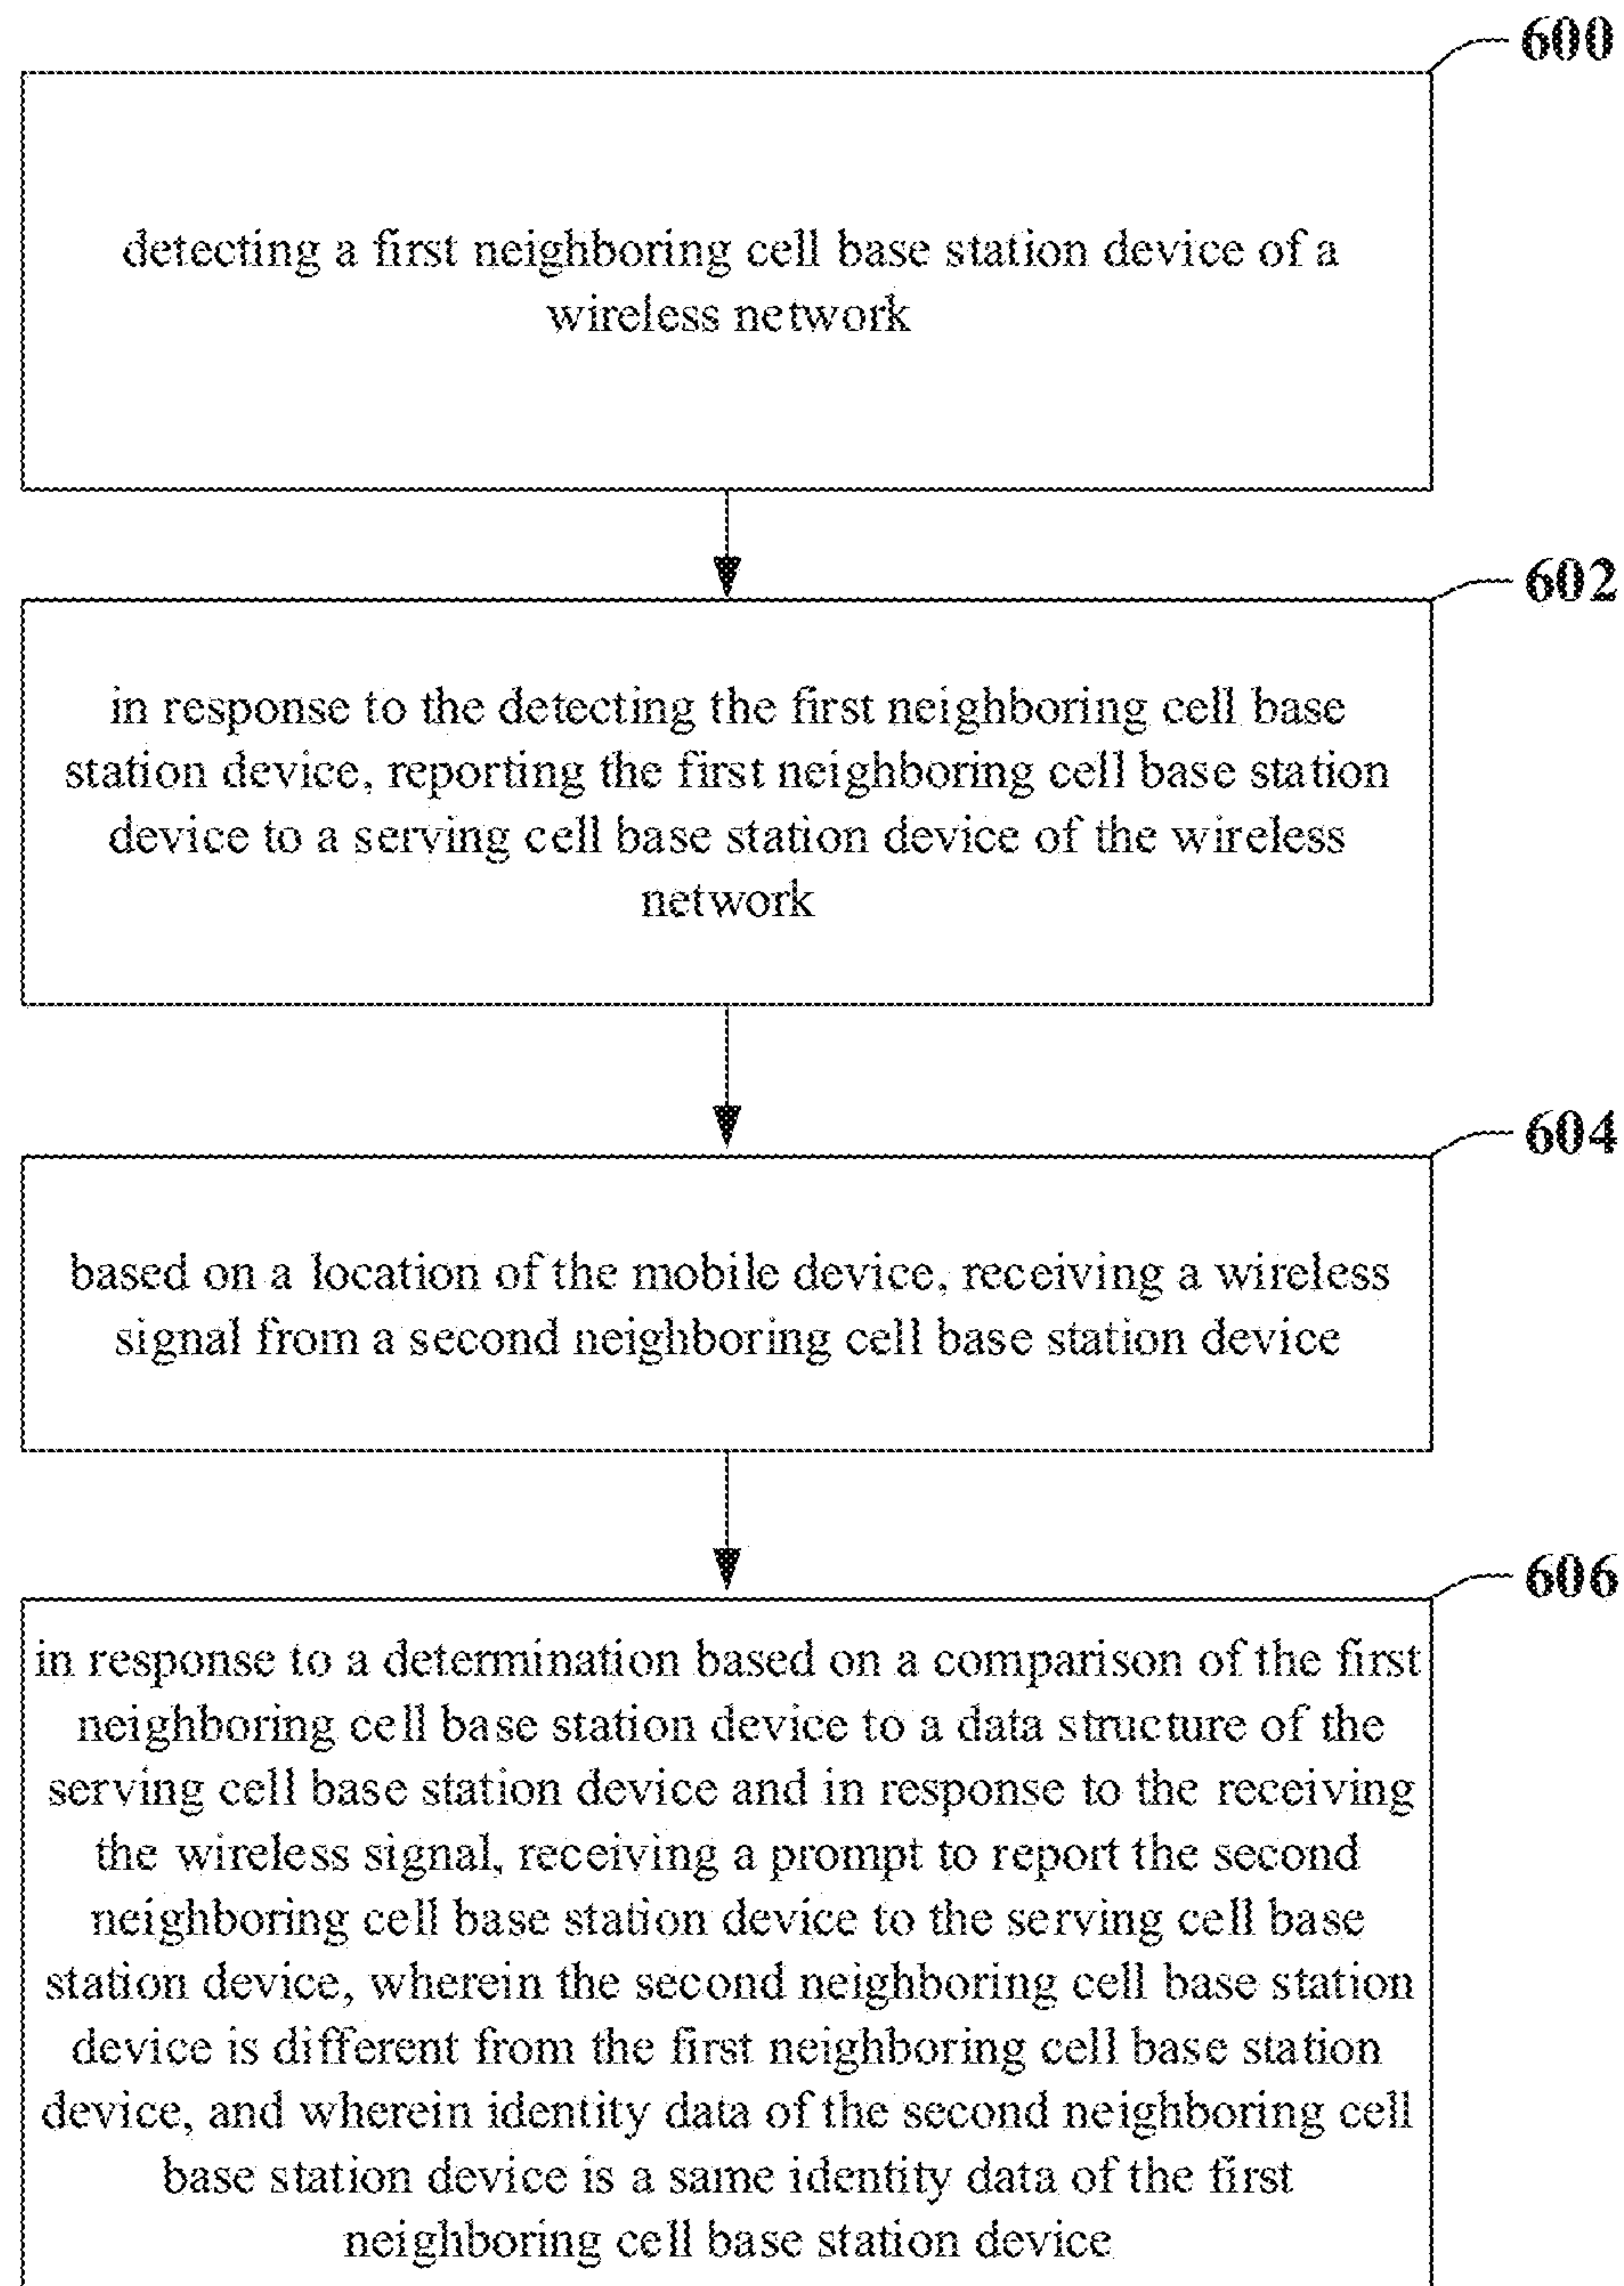 600
detecting a first neighboring cell base station device of a
wireless network
602
in response to the detecting the first neighboring cell base
station device, reporting the first neighboring cell base station
device to a serving cell base station device of the wireless
network
604
based on a location of the mobile device, receiving a wireless
signal from a second neighboring cell base station device
606
in response to a determination based on a comparison of the first
neighboring cell base station device to a data structure of the
serving cell base station device and in response to the receiving
the wireless signal, receiving a prompt to report the second
neighboring cell base station device to the serving cell base
station device, wherein the second neighboring cell base station
device is different from the first neighboring cell base station
device, and wherein identity data of the second neighboring cell
base station device is a same identity data of the first
neighboring cell base station device